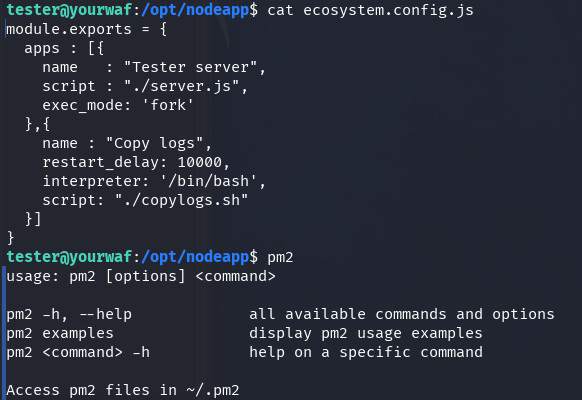 tester@yourwaf:/opt/nodeapp$ cat ecosystem.config.js
module.exports = {
  apps : [{
    name   : "Tester server",
    script : "./server.js",
    exec_mode: 'fork'
  },{
    name : "Copy logs",
    restart_delay: 10000,
    interpreter: '/bin/bash',
    script: "./copylogs.sh"
  }]
}
tester@yourwaf:/opt/nodeapp$ pm2
usage: pm2 [options] <command>

pm2 -h, --help             all available commands and options
pm2 examples               display pm2 usage examples
pm2 <command> -h           help on a specific command

Access pm2 files in ~/.pm2